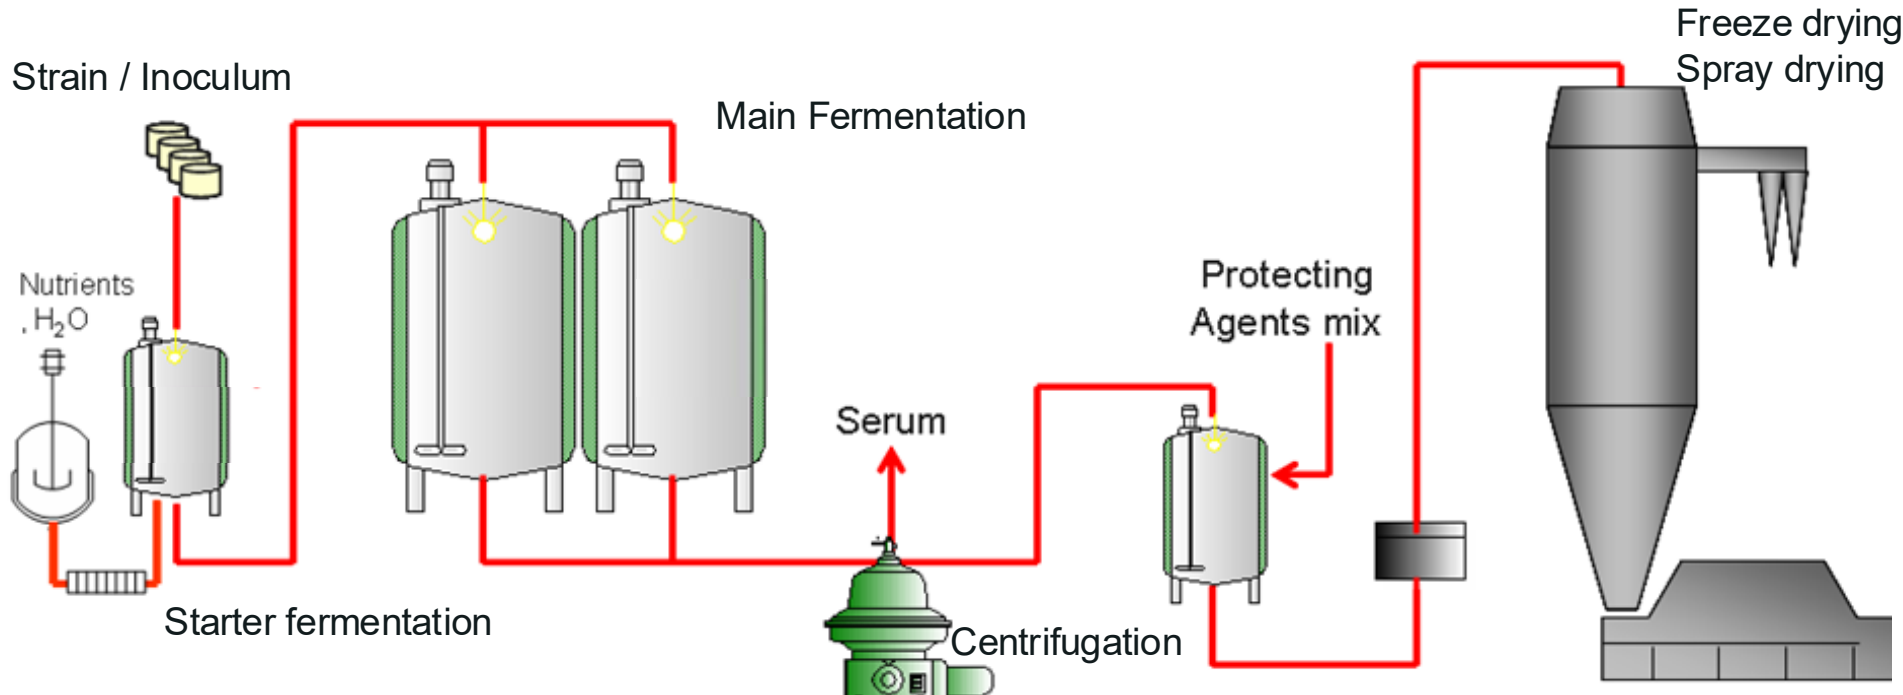 Freeze drying
Spray drying
Strain / Inoculum
Main Fermentation
Nutrients
, H₂O
Protecting
Agents mix
Serum
Starter fermentation
Centrifugation